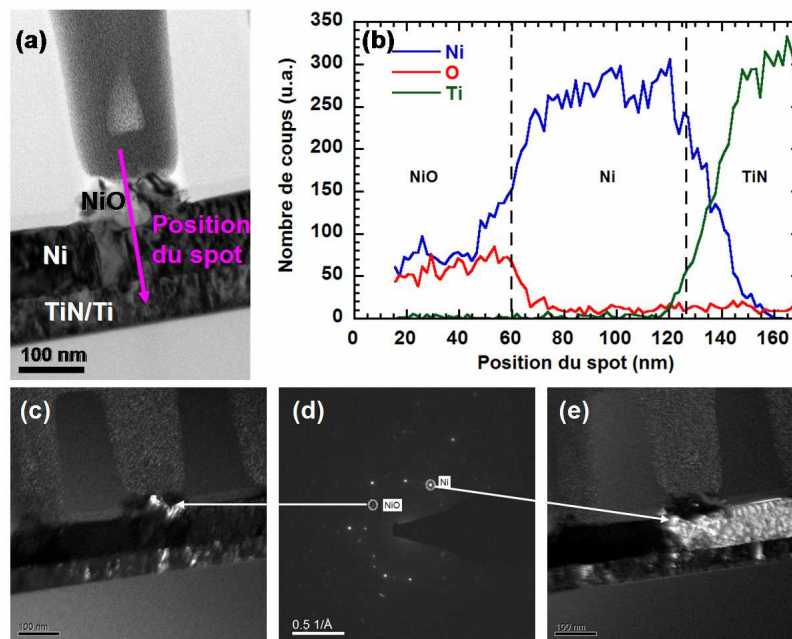 (a)
NiO
Position
du spot
Ni
TiN/Ti
100 nm
(b)
350
300
250
200
150
100
50
0
Nombre de coups (u.a.)
Ni
O
Ti
NiO
Ni
TiN
0 20 40 60 80 100 120 140 160
Position du spot (nm)
(c)
100 nm
(d)
Ni
NiO
0.5 1/Å
(e)
100 nm